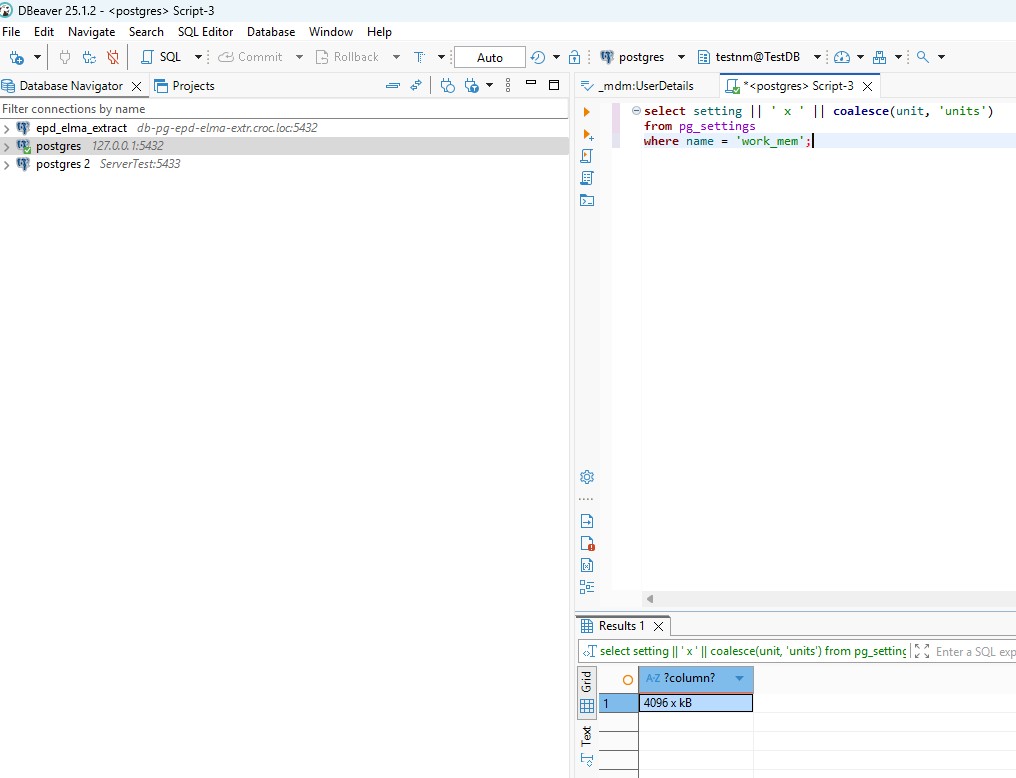 DBeaver 25.1.2 - <postgres> Script-3
File Edit Navigate Search SQL Editor Database Window Help
SQL Commit Rollback Auto postgres testnm@TestDB
Database Navigator Projects
Filter connections by name
epd_elma_extract db-pg-epd-elma-extr.croc.loc:5432
postgres 127.0.0.1:5432
postgres 2 ServerTest:5433
_mdm:UserDetails *<postgres> Script-3
select setting || ' x ' || coalesce(unit, 'units')
from pg_settings
where name = 'work_mem';
Results 1
select setting || ' x ' || coalesce(unit, 'units') from pg_setting Enter a SQL exp
Grid
Text
A-Z ?column?
1 4096 x kB